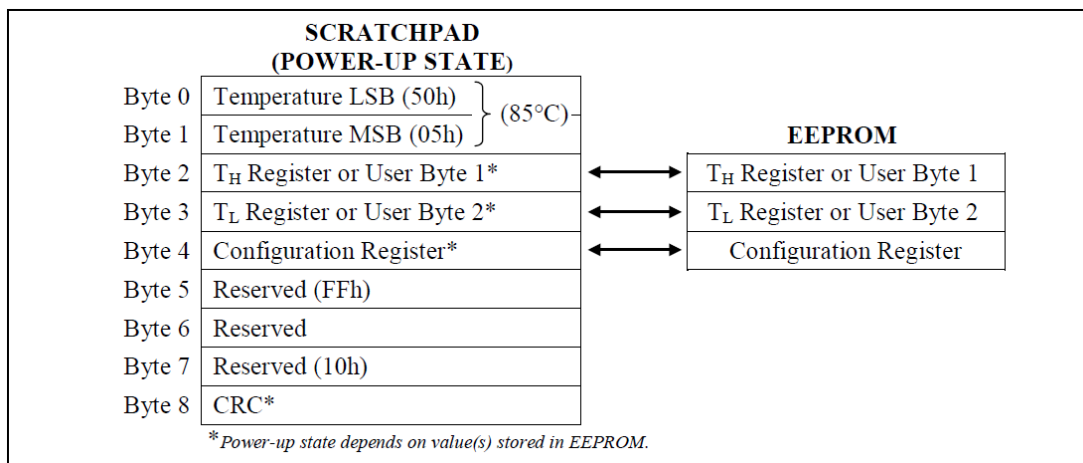 SCRATCHPAD
(POWER-UP STATE)
Byte 0 Temperature LSB (50h)
(85°C)
Byte 1 Temperature MSB (05h)
EEPROM
Byte 2 TH Register or User Byte 1* TH Register or User Byte 1
Byte 3 TL Register or User Byte 2* TL Register or User Byte 2
Byte 4 Configuration Register* Configuration Register
Byte 5 Reserved (FFh)
Byte 6 Reserved
Byte 7 Reserved (10h)
Byte 8 CRC*
*Power-up state depends on value(s) stored in EEPROM.